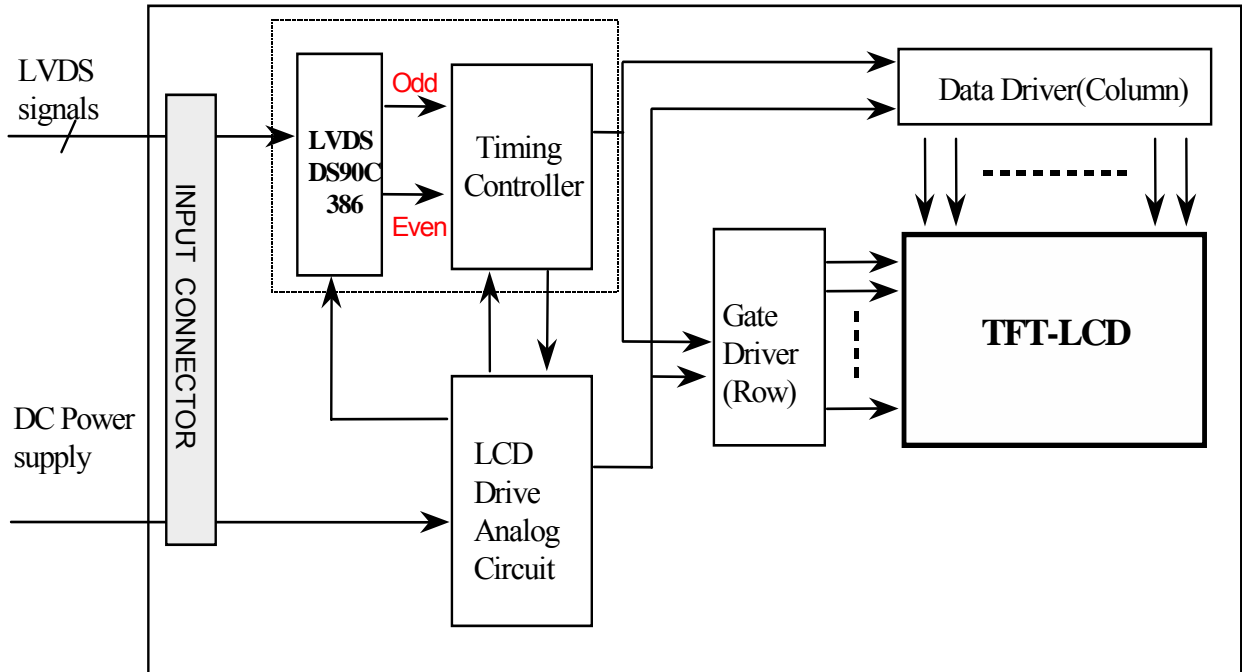 LVDS
signals
INPUT CONNECTOR
LVDS
DS90C
386
Odd
Even
Timing
Controller
Data Driver(Column)
Gate
Driver
(Row)
TFT-LCD
DC Power
supply
LCD
Drive
Analog
Circuit